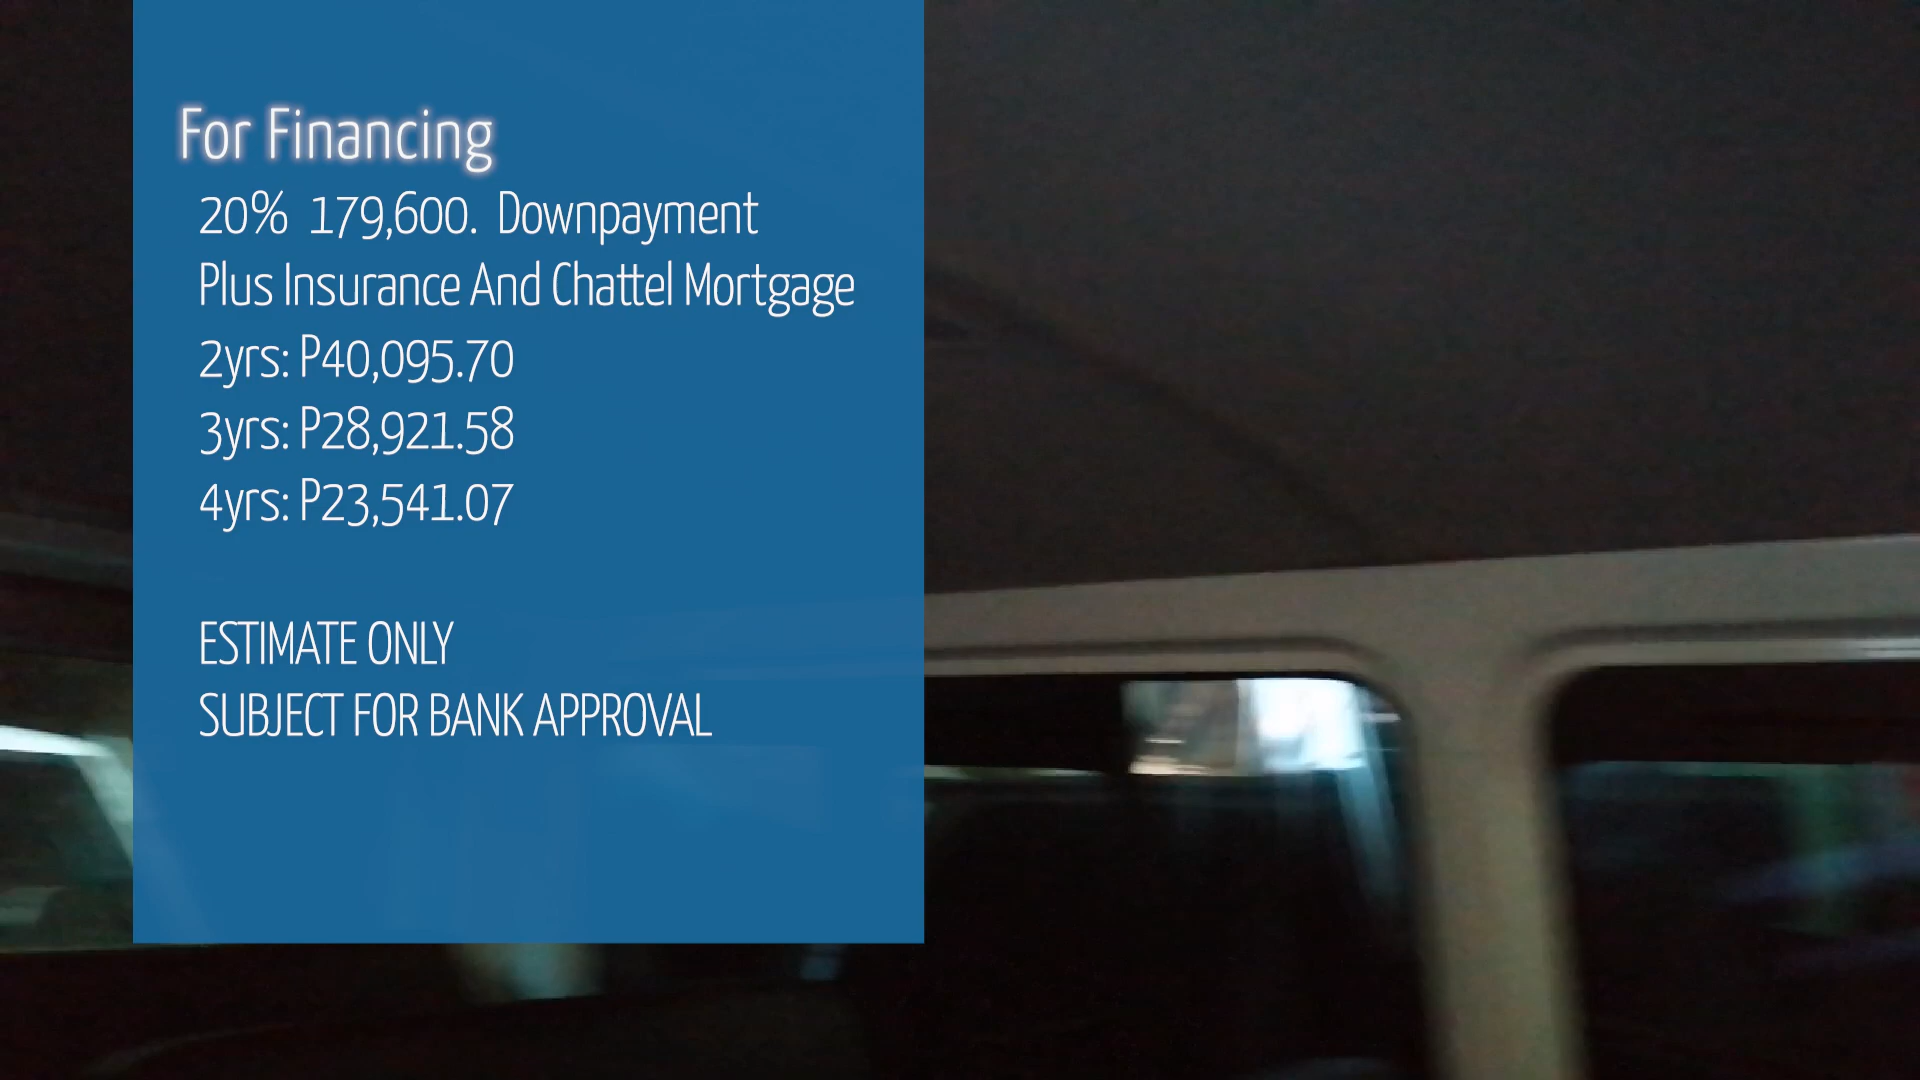 For Financing
20% 179,600. Downpayment
Plus Insurance And Chattel Mortgage
2yrs: P40,095.70
3yrs: P28,921.58
4yrs: P23,541.07
ESTIMATE ONLY
SUBJECT FOR BANK APPROVAL